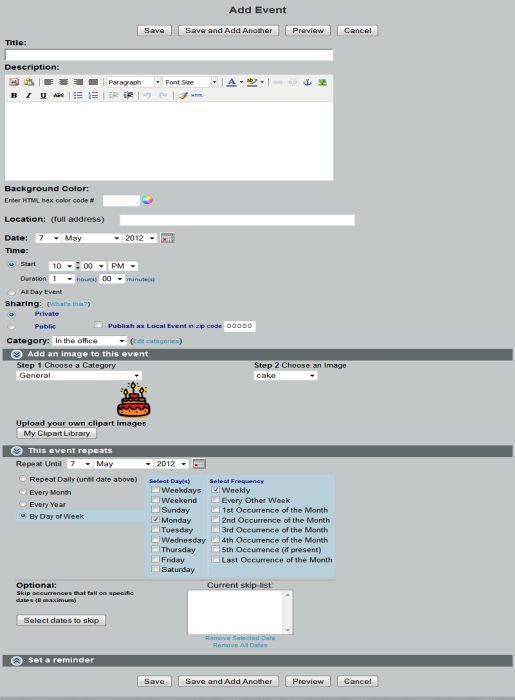 Add Event
Save Save and Add Another Preview Cancel
Title:
Description:
Paragraph Font Size A
B I U ABC HTML
Background Color:
Enter HTML hex color code #
Location: (full address)
Date: 7 May 2012
Time:
Start 10 : 00 PM
Duration 1 hour(s) 00 minute(s)
All Day Event
Sharing: (What's this?)
Private
Public Publish as Local Event in zip code 00000
Category: In the office (Edit categories)
Add an image to this event
Step 1 Choose a Category Step 2 Choose an Image
General cake
Upload your own clipart images
My Clipart Library
This event repeats
Repeat Until 7 May 2012
Repeat Daily (until date above)
Every Month
Every Year
By Day of Week
Select Day(s)
Weekdays
Weekend
Sunday
Monday
Tuesday
Wednesday
Thursday
Friday
Saturday
Select Frequency
Weekly
Every Other Week
1st Occurrence of the Month
2nd Occurrence of the Month
3rd Occurrence of the Month
4th Occurrence of the Month
5th Occurrence (if present)
Last Occurrence of the Month
Optional:
Skip occurrences that fall on specific
dates (8 maximum)
Select dates to skip
Current skip-list:
Remove Selected Date
Remove All Dates
Set a reminder
Save Save and Add Another Preview Cancel